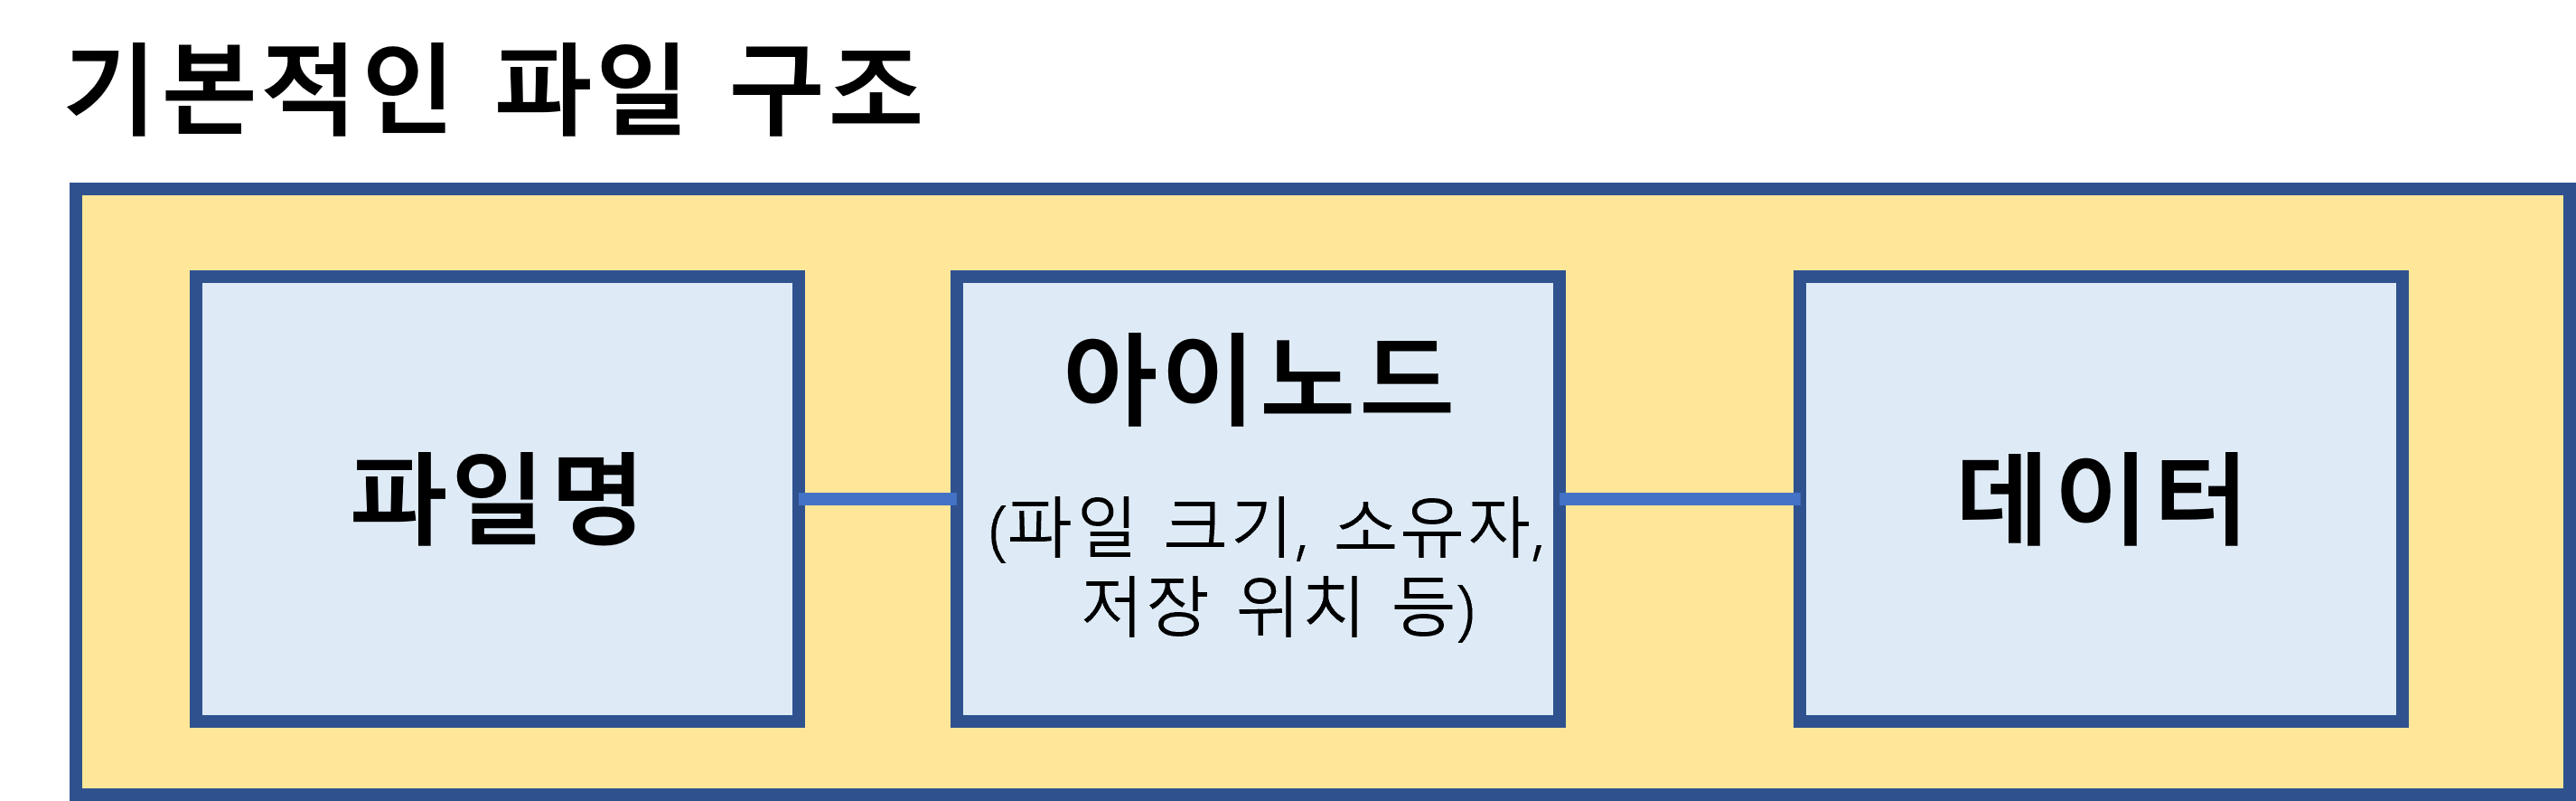 기본적인 파일 구조
파일명
아이노드
(파일 크기, 소유자,
저장 위치 등)
데이터